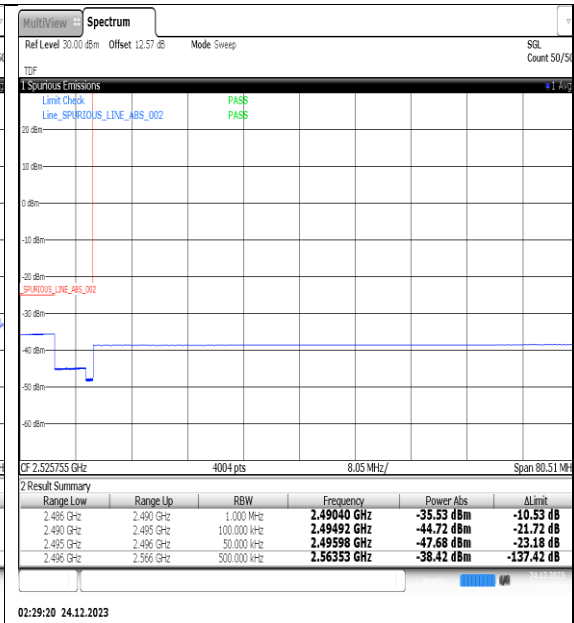 MultiView Spectrum
Ref Level 30.00 dBm Offset 12.57 dB Mode Sweep SGL
Count 50/50
TDF
1 Spurious Emissions 1 Avg
Limit Check PASS
Line_SPURIOUS_LINE_ABS_002 PASS
20 dBm
10 dBm
0 dBm
-10 dBm
-20 dBm
_SPURIOUS_LINE_ABS_002
-30 dBm
-40 dBm
-50 dBm
-60 dBm
CF 2.525755 GHz 4004 pts 8.05 MHz/ Span 80.51 MH
2 Result Summary
Range Low Range Up RBW Frequency Power Abs ΔLimit
2.486 GHz 2.490 GHz 1.000 MHz 2.49040 GHz -35.53 dBm -10.53 dB
2.490 GHz 2.495 GHz 100.000 kHz 2.49492 GHz -44.72 dBm -21.72 dB
2.495 GHz 2.496 GHz 50.000 kHz 2.49598 GHz -47.68 dBm -23.18 dB
2.496 GHz 2.566 GHz 500.000 kHz 2.56353 GHz -38.42 dBm -137.42 dB
24.12.2023
02:29:20 24.12.2023